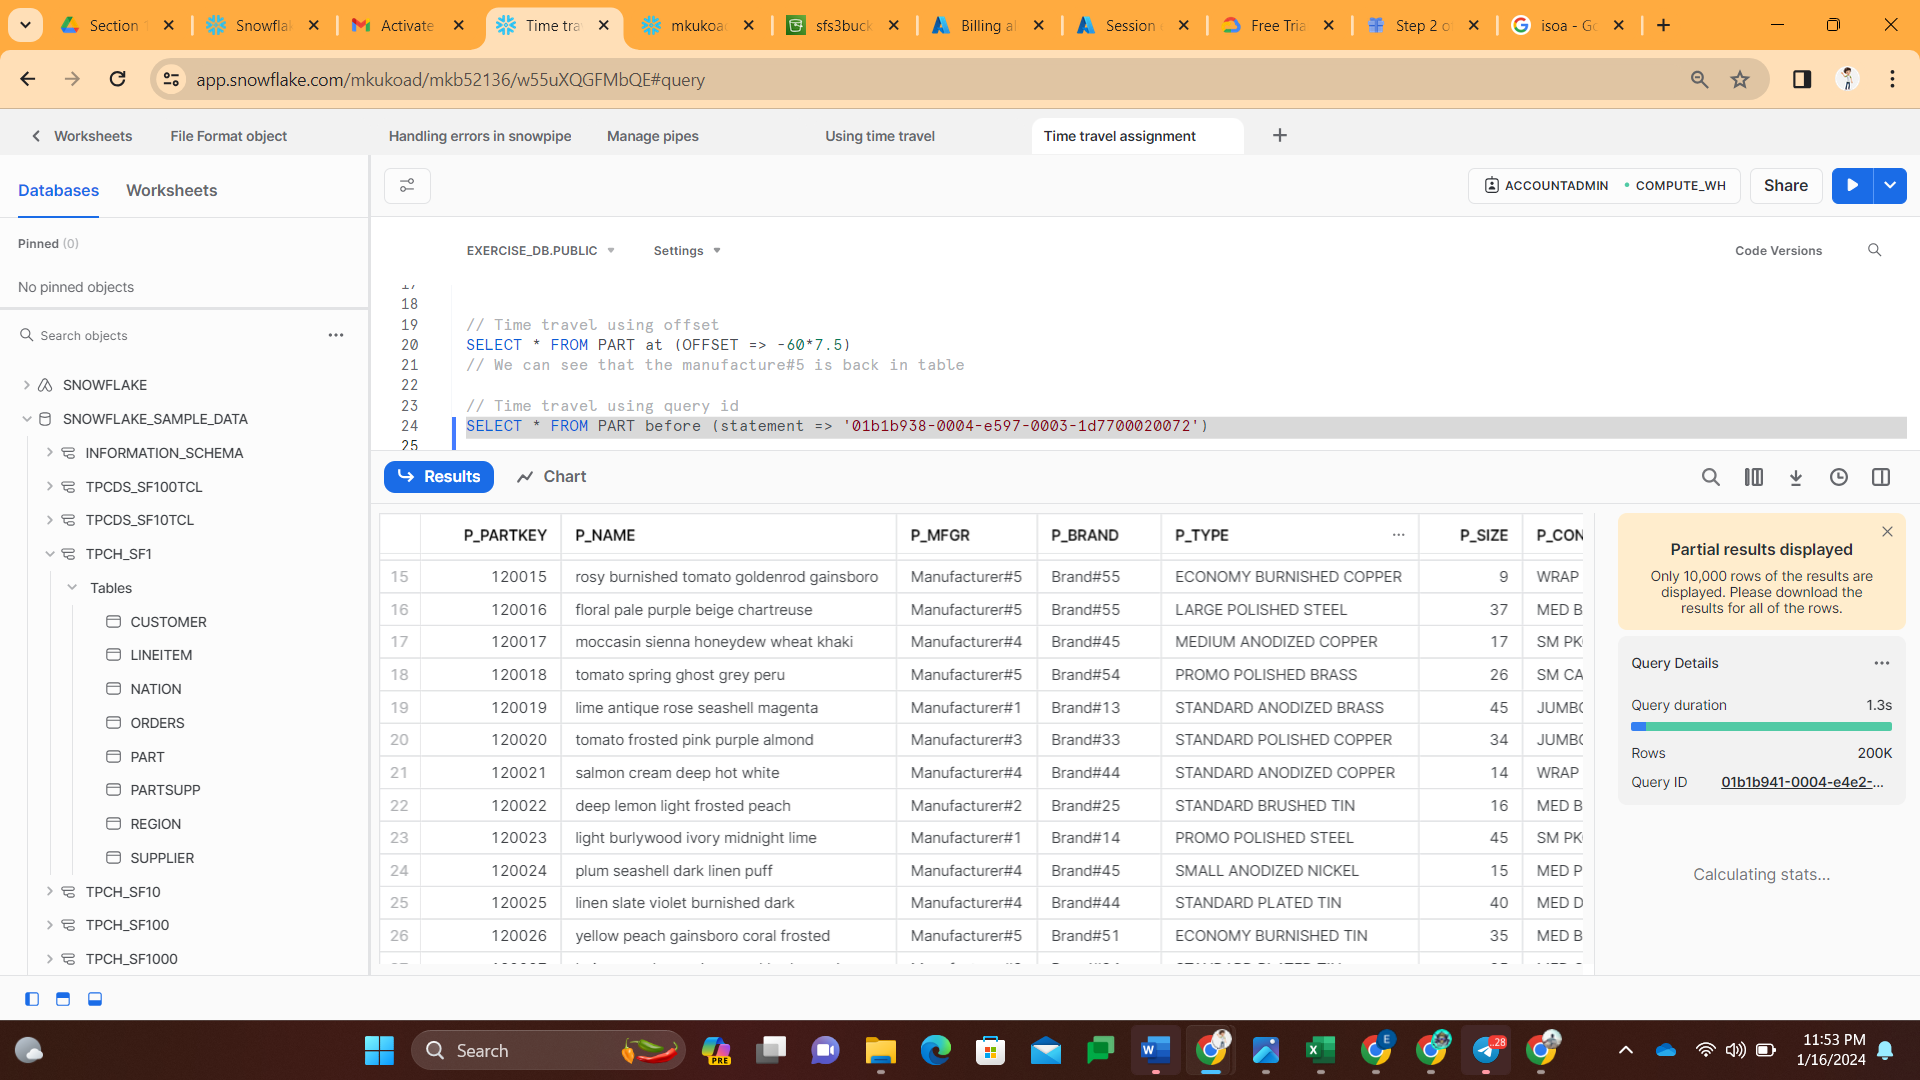 Section
Snowfla
Activate
Time tra
mkukoa
sfs3buck
Billing a
Session
Free Tria
Step 2 o
isoa - Go
app.snowflake.com/mkukoad/mkb52136/w55uXQGFMbQE#query
Worksheets
File Format object
Handling errors in snowpipe
Manage pipes
Using time travel
Time travel assignment
Databases
Worksheets
ACCOUNTADMIN
COMPUTE_WH
Share
Pinned (0)
No pinned objects
EXERCISE_DB.PUBLIC
Settings
Code Versions
Search objects
SNOWFLAKE
SNOWFLAKE_SAMPLE_DATA
INFORMATION_SCHEMA
TPCDS_SF100TCL
TPCDS_SF10TCL
TPCH_SF1
Tables
CUSTOMER
LINEITEM
NATION
ORDERS
PART
PARTSUPP
REGION
SUPPLIER
TPCH_SF10
TPCH_SF100
TPCH_SF1000
17
18
19 // Time travel using offset
20 SELECT * FROM PART at (OFFSET => -60*7.5)
21 // We can see that the manufacture#5 is back in table
22
23 // Time travel using query id
24 SELECT * FROM PART before (statement => '01b1b938-0004-e597-0003-1d7700020072')
25
Results
Chart
P_PARTKEY P_NAME P_MFGR P_BRAND P_TYPE ... P_SIZE P_CON
15 120015 rosy burnished tomato goldenrod gainsboro Manufacturer#5 Brand#55 ECONOMY BURNISHED COPPER 9 WRAP
16 120016 floral pale purple beige chartreuse Manufacturer#5 Brand#55 LARGE POLISHED STEEL 37 MED B
17 120017 moccasin sienna honeydew wheat khaki Manufacturer#4 Brand#45 MEDIUM ANODIZED COPPER 17 SM PK
18 120018 tomato spring ghost grey peru Manufacturer#5 Brand#54 PROMO POLISHED BRASS 26 SM CA
19 120019 lime antique rose seashell magenta Manufacturer#1 Brand#13 STANDARD ANODIZED BRASS 45 JUMBO
20 120020 tomato frosted pink purple almond Manufacturer#3 Brand#33 STANDARD POLISHED COPPER 34 JUMBO
21 120021 salmon cream deep hot white Manufacturer#4 Brand#44 STANDARD ANODIZED COPPER 14 WRAP
22 120022 deep lemon light frosted peach Manufacturer#2 Brand#25 STANDARD BRUSHED TIN 16 MED B
23 120023 light burlywood ivory midnight lime Manufacturer#1 Brand#14 PROMO POLISHED STEEL 45 SM PK
24 120024 plum seashell dark linen puff Manufacturer#4 Brand#45 SMALL ANODIZED NICKEL 15 MED P
25 120025 linen slate violet burnished dark Manufacturer#4 Brand#44 STANDARD PLATED TIN 40 MED D
26 120026 yellow peach gainsboro coral frosted Manufacturer#5 Brand#51 ECONOMY BURNISHED TIN 35 MED B
Partial results displayed
Only 10,000 rows of the results are
displayed. Please download the
results for all of the rows.
Query Details
Query duration 1.3s
Rows 200K
Query ID 01b1b941-0004-e4e2-...
Calculating stats...
Search
PRE
E
28
11:53 PM
1/16/2024